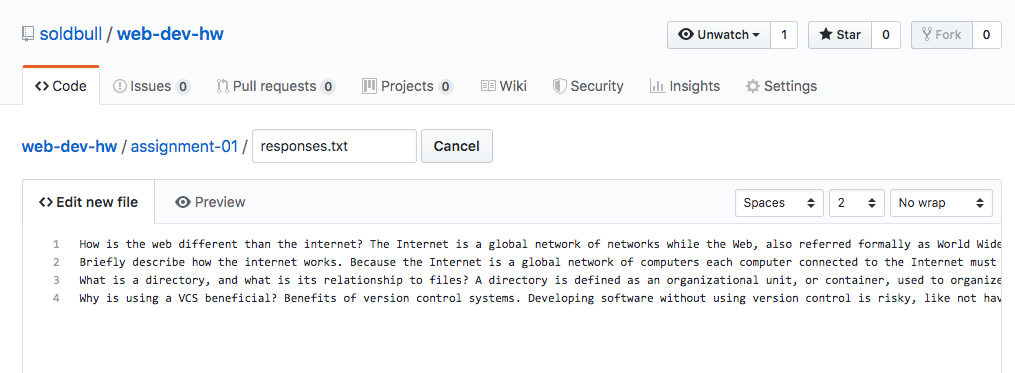 soldbull / web-dev-hw
Unwatch 1 Star 0 Fork 0
Code Issues 0 Pull requests 0 Projects 0 Wiki Security Insights Settings
web-dev-hw / assignment-01 / responses.txt Cancel
Edit new file Preview Spaces 2 No wrap
1 How is the web different than the internet? The Internet is a global network of networks while the Web, also referred formally as World Wide
2 Briefly describe how the internet works. Because the Internet is a global network of computers each computer connected to the Internet must
3 What is a directory, and what is its relationship to files? A directory is defined as an organizational unit, or container, used to organize
4 Why is using a VCS beneficial? Benefits of version control systems. Developing software without using version control is risky, like not hav